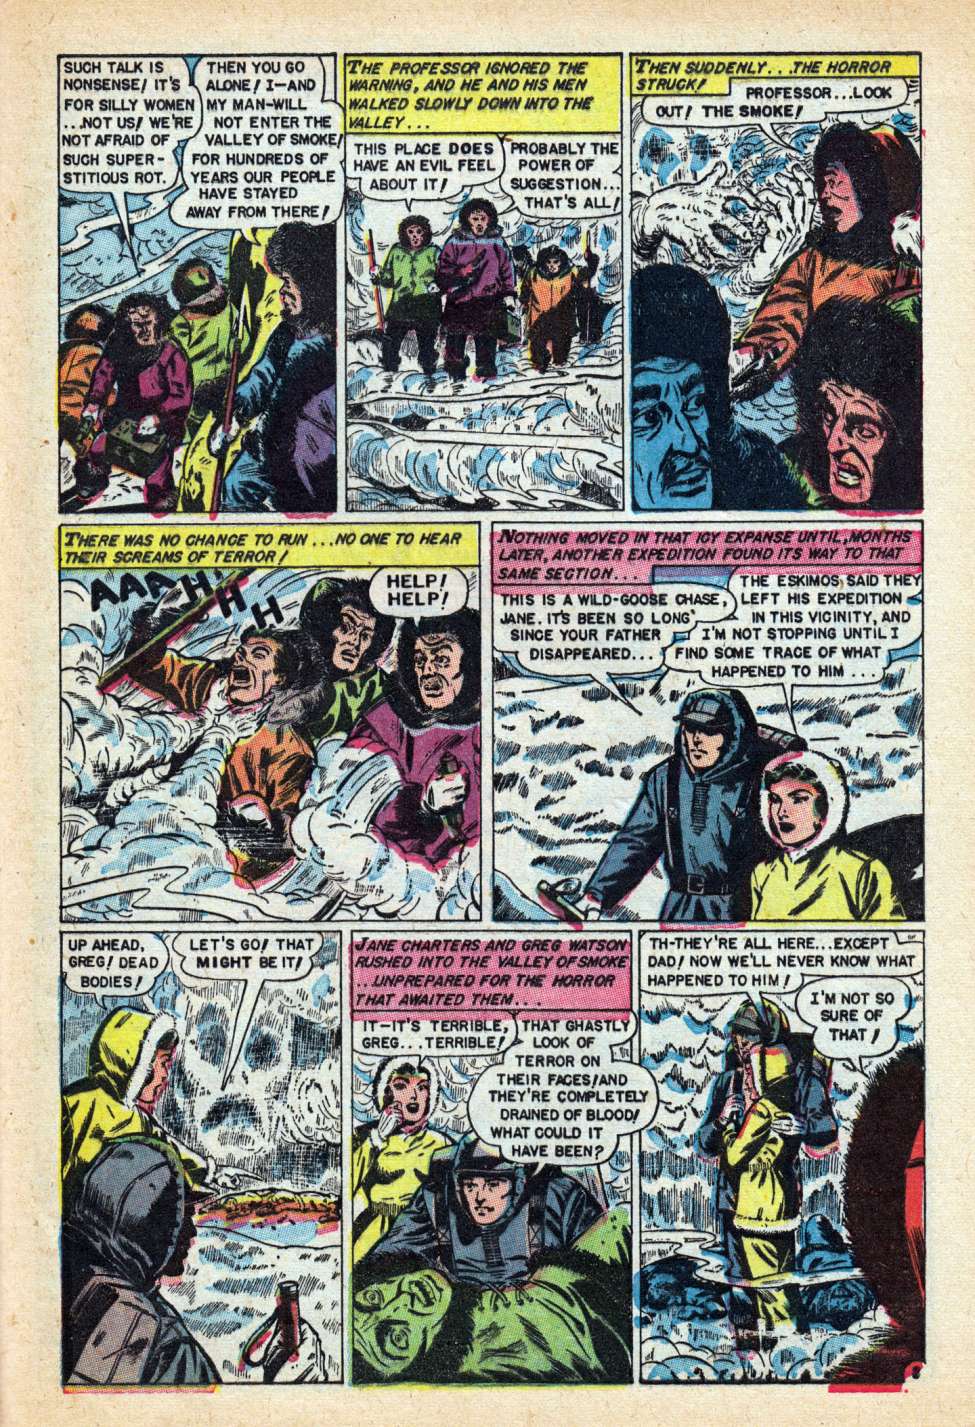 SUCH TALK IS
NONSENSE! IT'S
FOR SILLY WOMEN
...NOT US! WE'RE
NOT AFRAID OF
SUCH SUPER-
STITIOUS ROT.
THEN YOU GO
ALONE! I-AND
MY MAN-WILL
NOT ENTER THE
VALLEY OF SMOKE!
FOR HUNDREDS OF
YEARS OUR PEOPLE
HAVE STAYED
AWAY FROM THERE!
THE PROFESSOR IGNORED THE
WARNING, AND HE AND HIS MEN
WALKED SLOWLY DOWN INTO THE
VALLEY...
THIS PLACE DOES
HAVE AN EVIL FEEL
ABOUT IT!
PROBABLY THE
POWER OF
SUGGESTION...
THAT'S ALL!
THEN SUDDENLY...THE HORROR
STRUCK!
PROFESSOR...LOOK
OUT! THE SMOKE!
THERE WAS NO CHANCE TO RUN...NO ONE TO HEAR
THEIR SCREAMS OF TERROR!
AAAHHHH
HELP!
HELP!
NOTHING MOVED IN THAT ICY EXPANSE UNTIL, MONTHS
LATER, ANOTHER EXPEDITION FOUND ITS WAY TO THAT
SAME SECTION...
THIS IS A WILD-GOOSE CHASE,
JANE. IT'S BEEN SO LONG
SINCE YOUR FATHER
DISAPPEARED...
THE ESKIMOS SAID THEY
LEFT HIS EXPEDITION
IN THIS VICINITY, AND
I'M NOT STOPPING UNTIL I
FIND SOME TRACE OF WHAT
HAPPENED TO HIM...
UP AHEAD,
GREG! DEAD
BODIES!
LET'S GO! THAT
MIGHT BE IT!
JANE CHARTERS AND GREG WATSON
RUSHED INTO THE VALLEY OF SMOKE
...UNPREPARED FOR THE HORROR
THAT AWAITED THEM...
IT-IT'S TERRIBLE,
GREG...TERRIBLE!
THAT GHASTLY
LOOK OF
TERROR ON
THEIR FACES! AND
THEY'RE COMPLETELY
DRAINED OF BLOOD!
WHAT COULD IT
HAVE BEEN?
TH-THEY'RE ALL HERE...EXCEPT
DAD! NOW WE'LL NEVER KNOW WHAT
HAPPENED TO HIM!
I'M NOT SO
SURE OF
THAT!